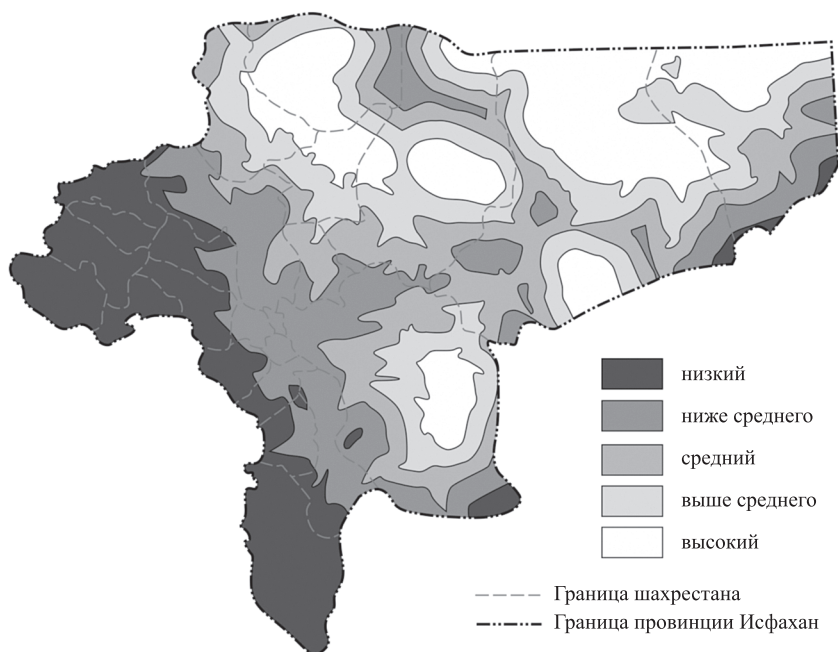 низкий
ниже среднего
средний
выше среднего
высокий
Граница шахрестана
Граница провинции Исфахан